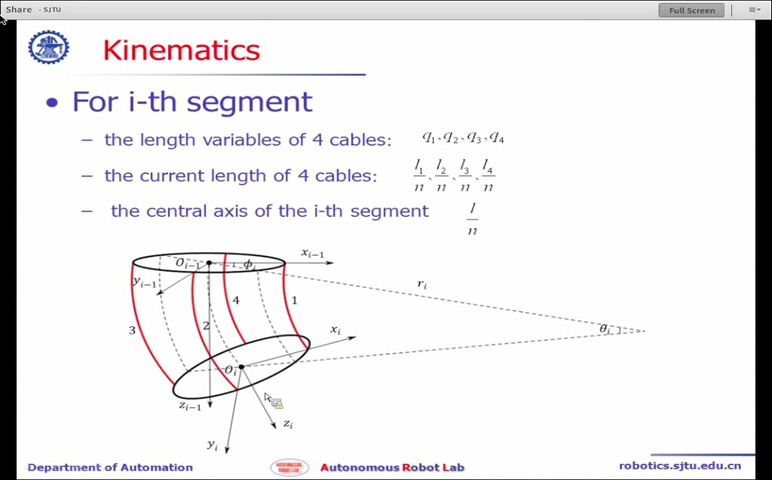 Share - SJTU
Full Screen
Kinematics
• For i-th segment
– the length variables of 4 cables: q₁, q₂, q₃, q₄
– the current length of 4 cables: l₁/n, l₂/n, l₃/n, l₄/n
– the central axis of the i-th segment l/n
xᵢ₋₁
Oᵢ₋₁
ϕᵢ
yᵢ₋₁
rᵢ
4
1
3
2
xᵢ
θᵢ
Oᵢ
zᵢ₋₁
zᵢ
yᵢ
Department of Automation
Autonomous Robot Lab
robotics.sjtu.edu.cn